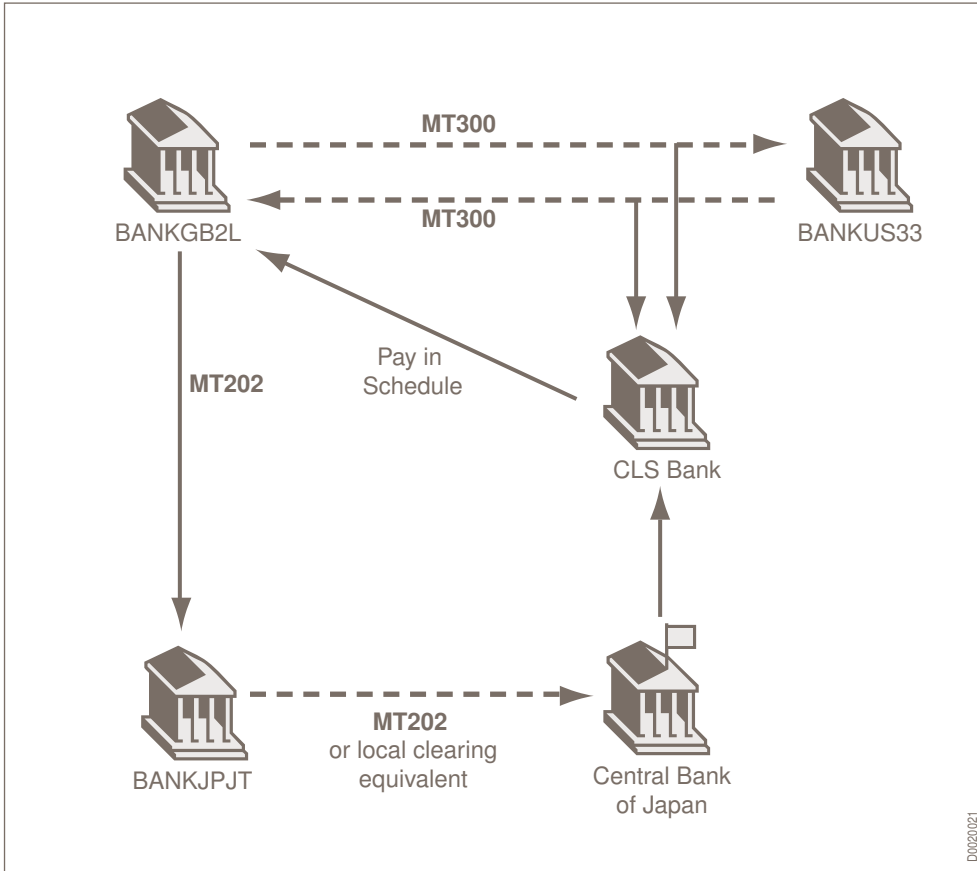 MT300
MT300
BANKGB2L
BANKUS33
Pay in
Schedule
MT202
CLS Bank
MT202
or local clearing
equivalent
BANKJPJT
Central Bank
of Japan
D0020021